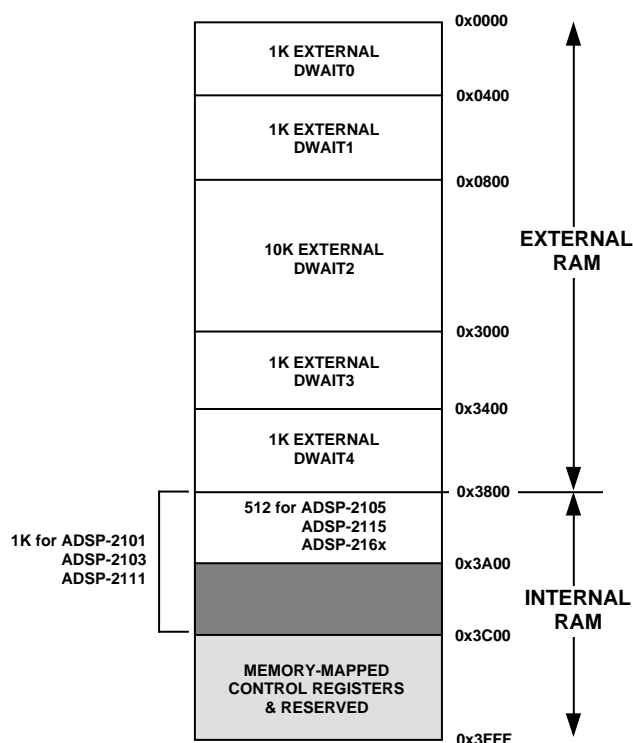 0x0000
1K EXTERNAL
DWAIT0
0x0400
1K EXTERNAL
DWAIT1
0x0800
10K EXTERNAL
DWAIT2
EXTERNAL
RAM
0x3000
1K EXTERNAL
DWAIT3
0x3400
1K EXTERNAL
DWAIT4
0x3800
512 for ADSP-2105
ADSP-2115
ADSP-216x
1K for ADSP-2101
ADSP-2103
ADSP-2111
0x3A00
INTERNAL
RAM
0x3C00
MEMORY-MAPPED
CONTROL REGISTERS
& RESERVED
0x3FFF